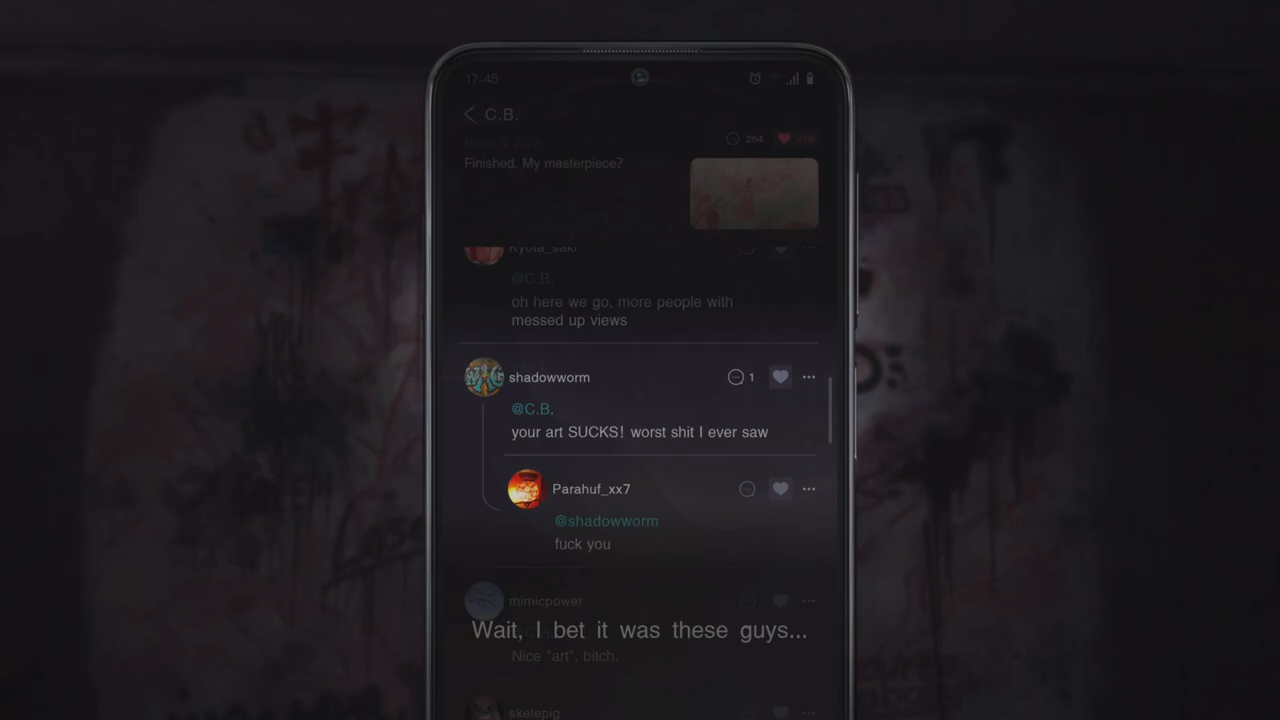 17:45
C.B.
264
Finished. My masterpiece?
Kyota_saki
@C.B.
oh here we go, more people with
messed up views
shadowworm
1
@C.B.
your art SUCKS! worst shit I ever saw
Parahuf_xx7
@shadowworm
fuck you
mimicpower
Wait, I bet it was these guys...
Nice "art", bitch.
skelepig